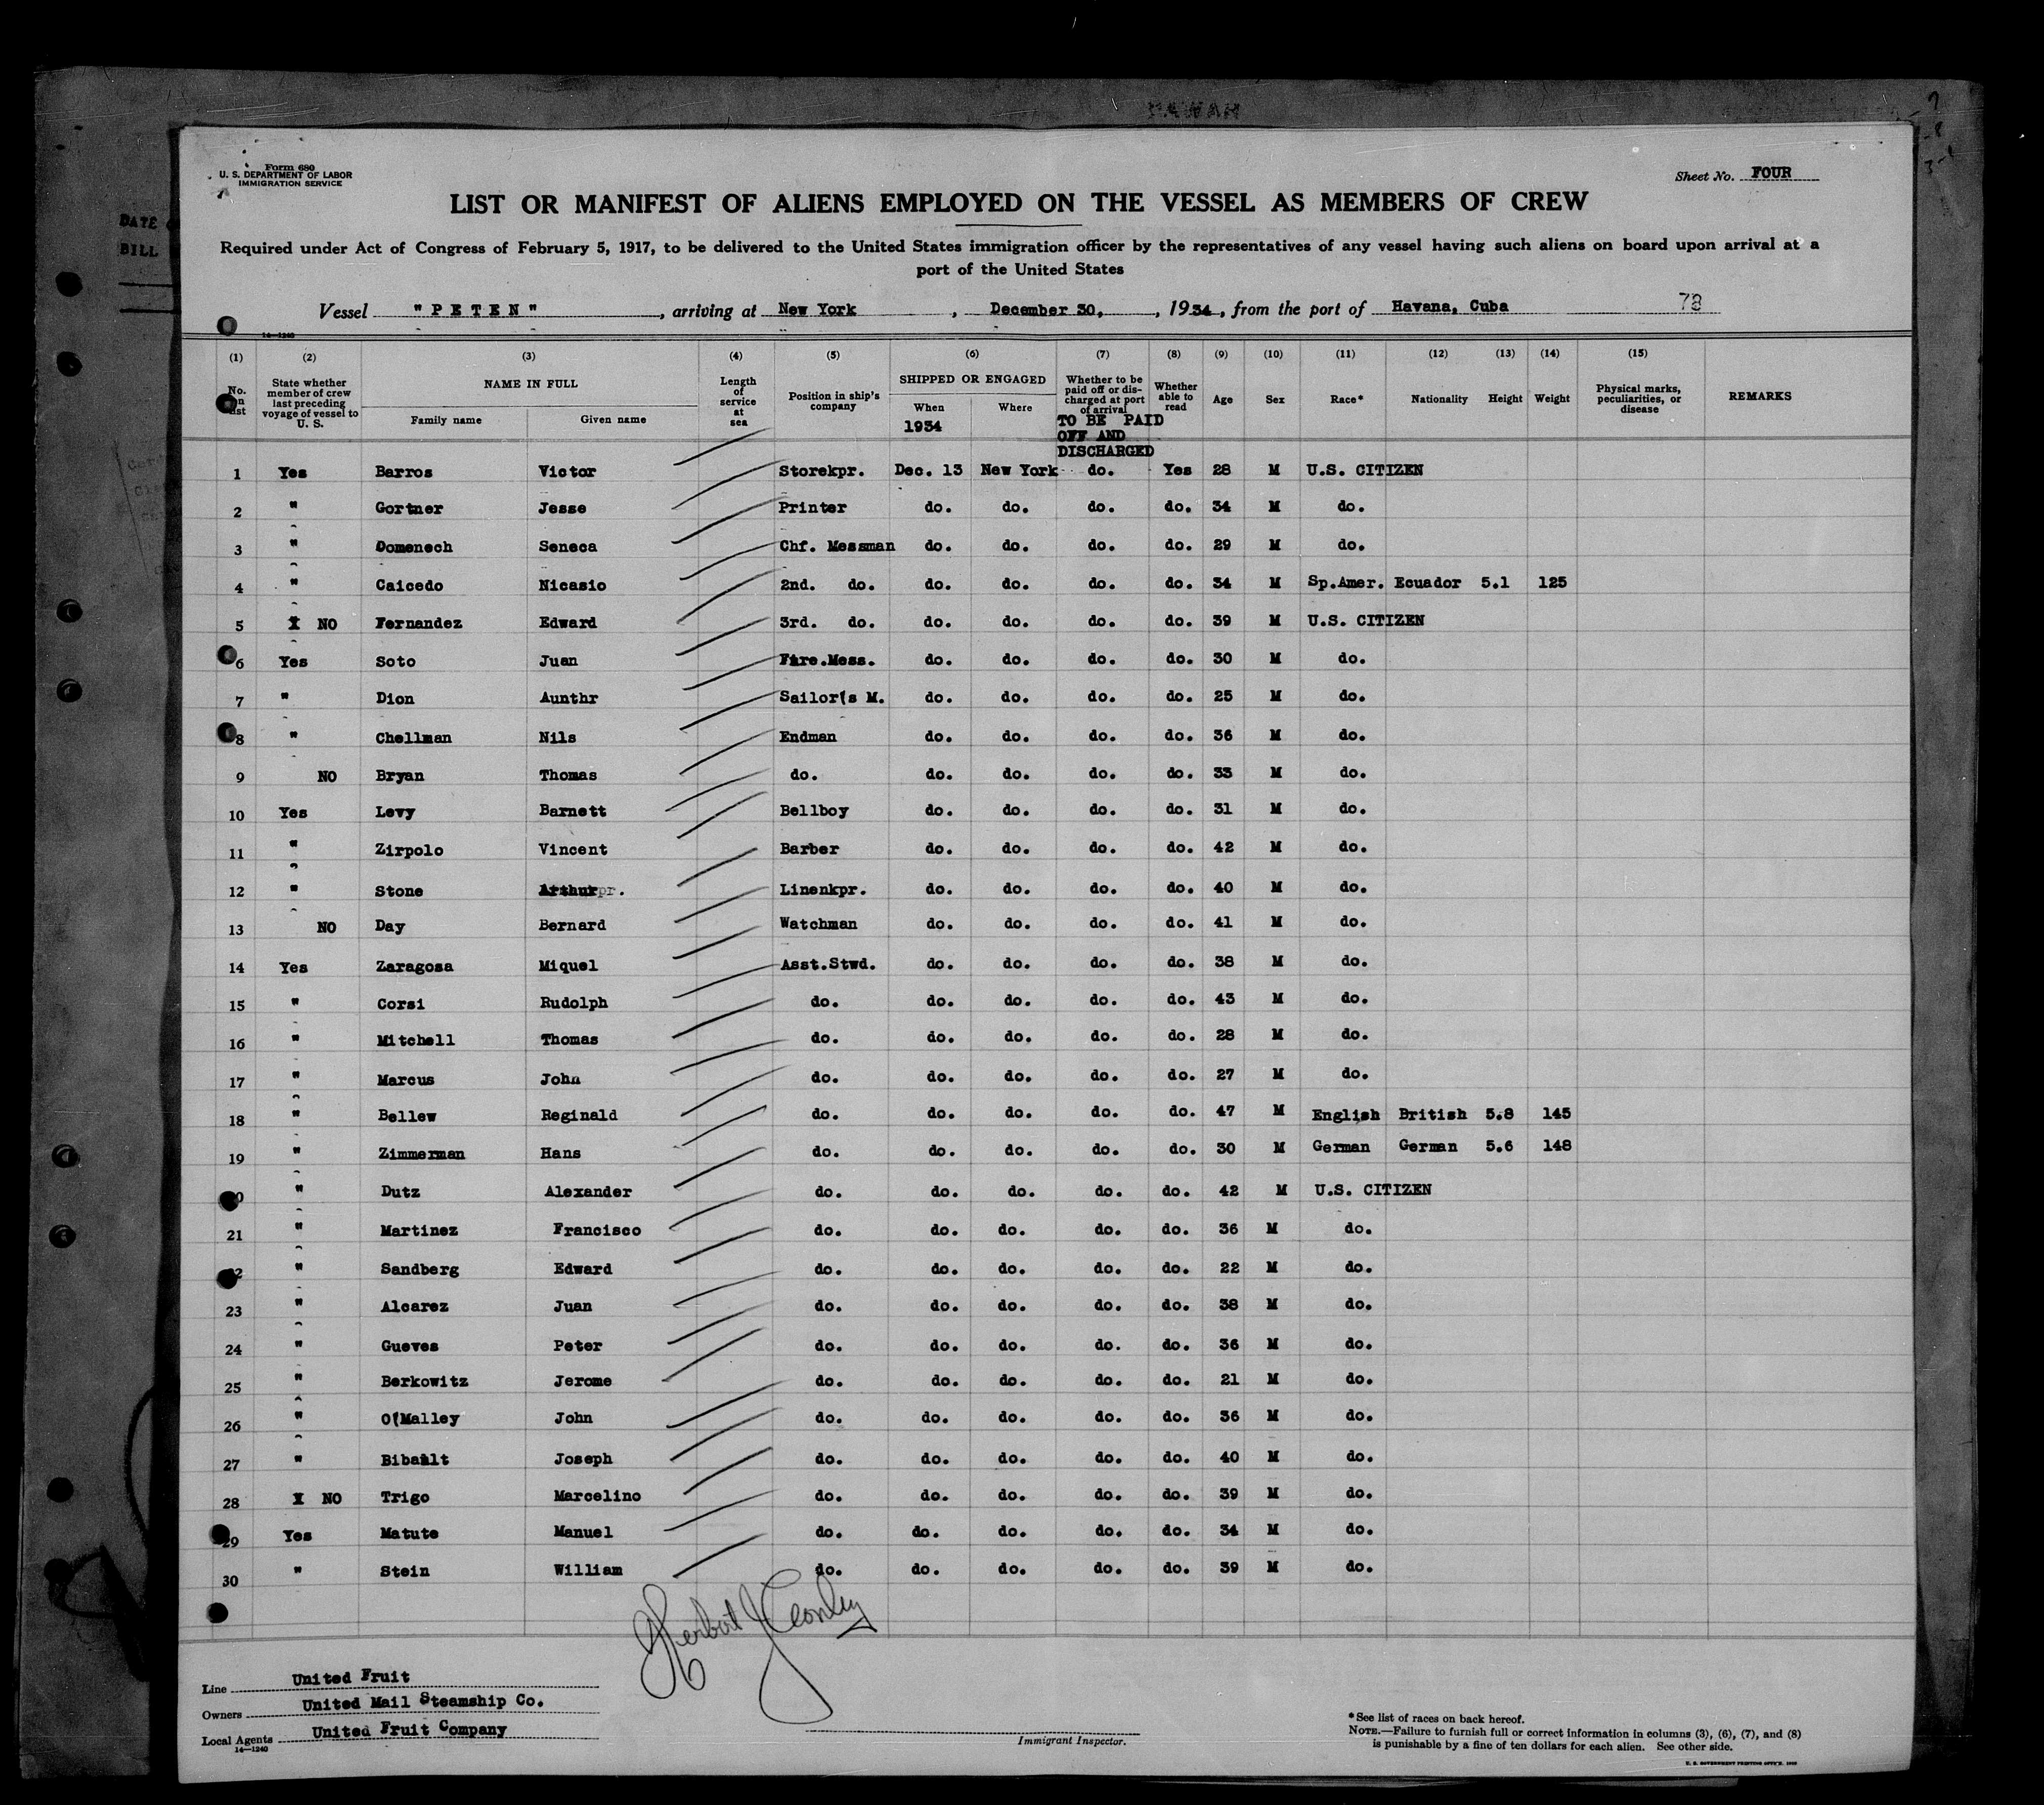 Form 680
U. S. DEPARTMENT OF LABOR
IMMIGRATION SERVICE
Sheet No. FOUR
LIST OR MANIFEST OF ALIENS EMPLOYED ON THE VESSEL AS MEMBERS OF CREW
Required under Act of Congress of February 5, 1917, to be delivered to the United States immigration officer by the representatives of any vessel having such aliens on board upon arrival at a
port of the United States
Vessel "PETEN", arriving at New York, December 30, 1934, from the port of Havana, Cuba
14—1240
(1) (2) (3) (4) (5) (6) (7) (8) (9) (10) (11) (12) (13) (14) (15)
No. on list
State whether member of crew last preceding voyage of vessel to U. S.
NAME IN FULL
Family name Given name
Length of service at sea
Position in ship's company
SHIPPED OR ENGAGED
When Where
1934
Whether to be paid off or discharged at port of arrival
TO BE PAID OFF AND DISCHARGED
Whether able to read
Age Sex Race* Nationality Height Weight
Physical marks, peculiarities, or disease
REMARKS
1 Yes Barros Victor Storekpr. Dec. 13 New York do. Yes 28 M U.S. CITIZEN
2 " Gortner Jesse Printer do. do. do. do. 34 M do.
3 " Domenech Seneca Chf. Messman do. do. do. do. 29 M do.
4 " Caicedo Nicasio 2nd. do. do. do. do. do. 34 M Sp.Amer. Ecuador 5.1 125
5 X NO Fernandez Edward 3rd. do. do. do. do. do. 39 M U.S. CITIZEN
6 Yes Soto Juan Fire.Mess. do. do. do. do. 30 M do.
7 " Dion Aunthr Sailor(s M. do. do. do. do. 25 M do.
8 " Chellman Nils Endman do. do. do. do. 36 M do.
9 NO Bryan Thomas do. do. do. do. do. 33 M do.
10 Yes Levy Barnett Bellboy do. do. do. do. 31 M do.
11 " Zirpolo Vincent Barber do. do. do. do. 42 M do.
12 " Stone Arthur pr. Linenkpr. do. do. do. do. 40 M do.
13 NO Day Bernard Watchman do. do. do. do. 41 M do.
14 Yes Zaragosa Miquel Asst.Stwd. do. do. do. do. 38 M do.
15 " Corsi Rudolph do. do. do. do. do. 43 M do.
16 " Mitchell Thomas do. do. do. do. do. 28 M do.
17 " Marcus John do. do. do. do. do. 27 M do.
18 " Bellew Reginald do. do. do. do. do. 47 M English British 5.8 145
19 " Zimmerman Hans do. do. do. do. do. 30 M German German 5.6 148
20 " Dutz Alexander do. do. do. do. do. 42 M U.S. CITIZEN
21 " Martinez Francisco do. do. do. do. do. 36 M do.
22 " Sandberg Edward do. do. do. do. do. 22 M do.
23 " Alcarez Juan do. do. do. do. do. 38 M do.
24 " Gueves Peter do. do. do. do. do. 36 M do.
25 " Berkowitz Jerome do. do. do. do. do. 21 M do.
26 " O(Malley John do. do. do. do. do. 36 M do.
27 " Bibault Joseph do. do. do. do. do. 40 M do.
28 X NO Trigo Marcelino do. do. do. do. do. 39 M do.
29 Yes Matute Manuel do. do. do. do. do. 34 M do.
30 " Stein William do. do. do. do. do. 39 M do.
Line United Fruit
Owners United Mail Steamship Co.
Local Agents United Fruit Company
14—1240
Immigrant Inspector.
*See list of races on back hereof.
NOTE.—Failure to furnish full or correct information in columns (3), (6), (7), and (8)
is punishable by a fine of ten dollars for each alien. See other side.
DATE
BILL